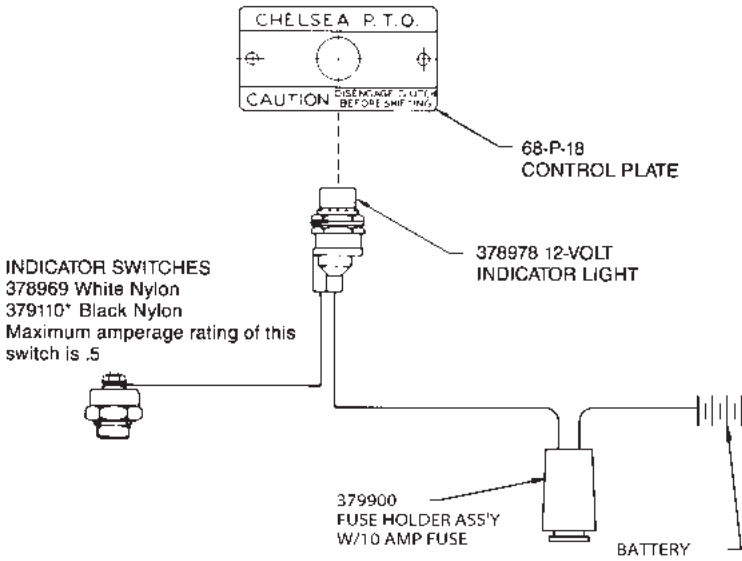 CHELSEA P.T.O.
CAUTION DISENGAGE CLUTCH
BEFORE SHIFTING
68-P-18
CONTROL PLATE
378978 12-VOLT
INDICATOR LIGHT
INDICATOR SWITCHES
378969 White Nylon
379110* Black Nylon
Maximum amperage rating of this
switch is .5
379900
FUSE HOLDER ASS'Y
W/10 AMP FUSE
BATTERY